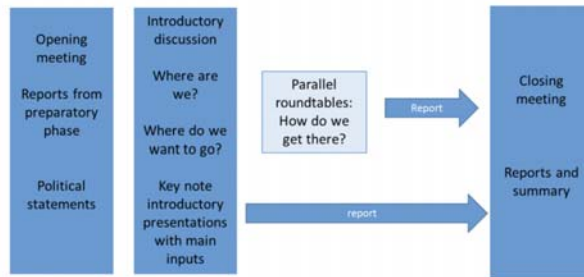 Opening
meeting
Reports from
preparatory
phase
Political
statements
Introductory
discussion
Where are
we?
Where do we
want to go?
Key note
introductory
presentations
with main
inputs
Parallel
roundtables:
How do we
get there?
Report
report
Closing
meeting
Reports and
summary